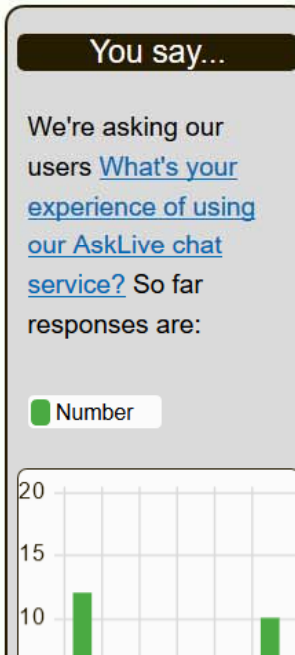 You say...
We're asking our
users What's your
experience of using
our AskLive chat
service? So far
responses are:
Number
20
15
10